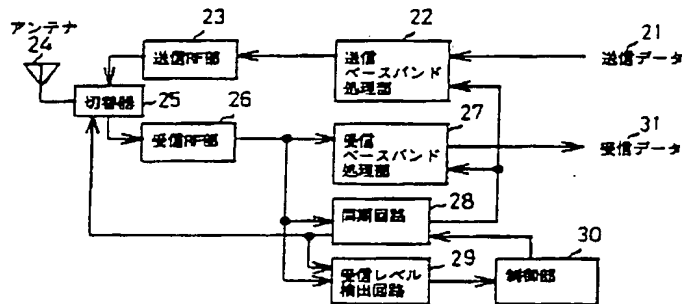 アンテナ
24
23
送信RF部
22
送信
ベースバンド
処理部
21
送信データ
切替器
25
26
受信RF部
27
受信
ベースバンド
処理部
31
受信データ
28
同期回路
29
受信レベル
検出回路
30
制御部